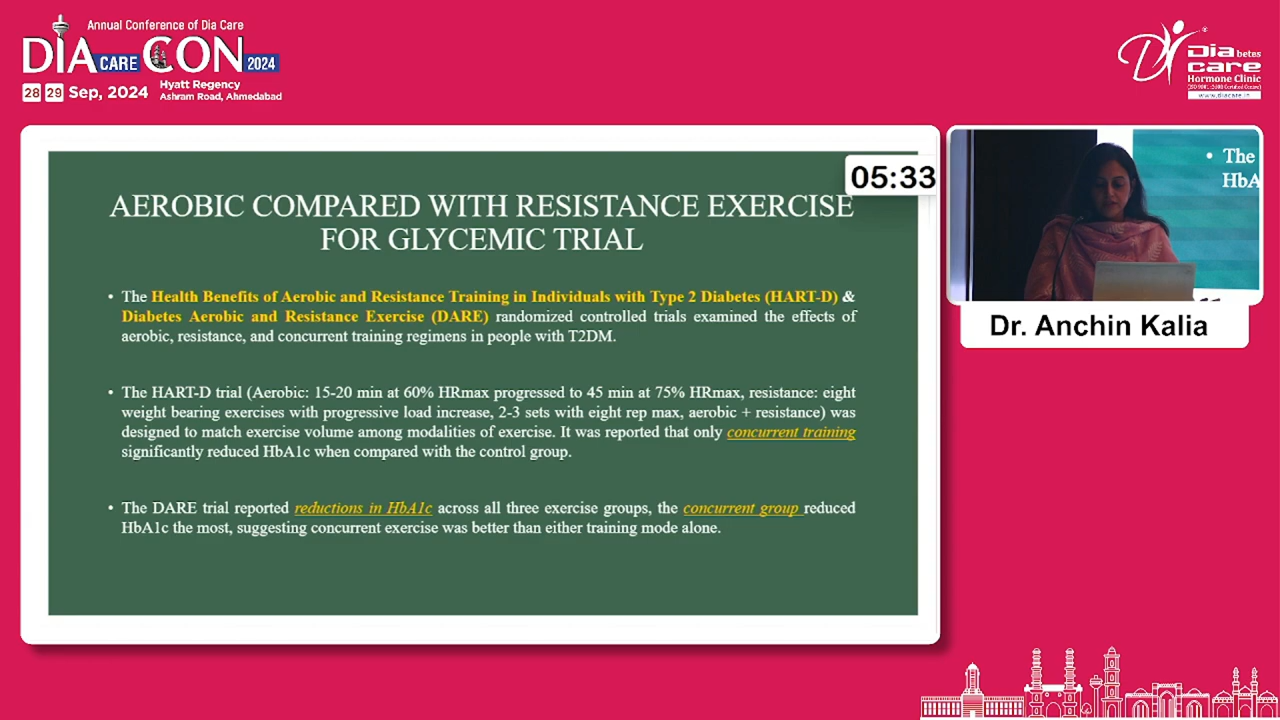 Annual Conference of Dia Care
DIA CARE CON 2024
28 29 Sep, 2024
Hyatt Regency
Ashram Road, Ahmedabad
Diabetes
care
Hormone Clinic
www.diacare.in
05:33
AEROBIC COMPARED WITH RESISTANCE EXERCISE
FOR GLYCEMIC TRIAL
• The Health Benefits of Aerobic and Resistance Training in Individuals with Type 2 Diabetes (HART-D) &
Diabetes Aerobic and Resistance Exercise (DARE) randomized controlled trials examined the effects of
aerobic, resistance, and concurrent training regimens in people with T2DM.
• The HART-D trial (Aerobic: 15-20 min at 60% HRmax progressed to 45 min at 75% HRmax, resistance: eight
weight bearing exercises with progressive load increase, 2-3 sets with eight rep max, aerobic + resistance) was
designed to match exercise volume among modalities of exercise. It was reported that only concurrent training
significantly reduced HbA1c when compared with the control group.
• The DARE trial reported reductions in HbA1c across all three exercise groups, the concurrent group reduced
HbA1c the most, suggesting concurrent exercise was better than either training mode alone.
• The
HbA
Dr. Anchin Kalia